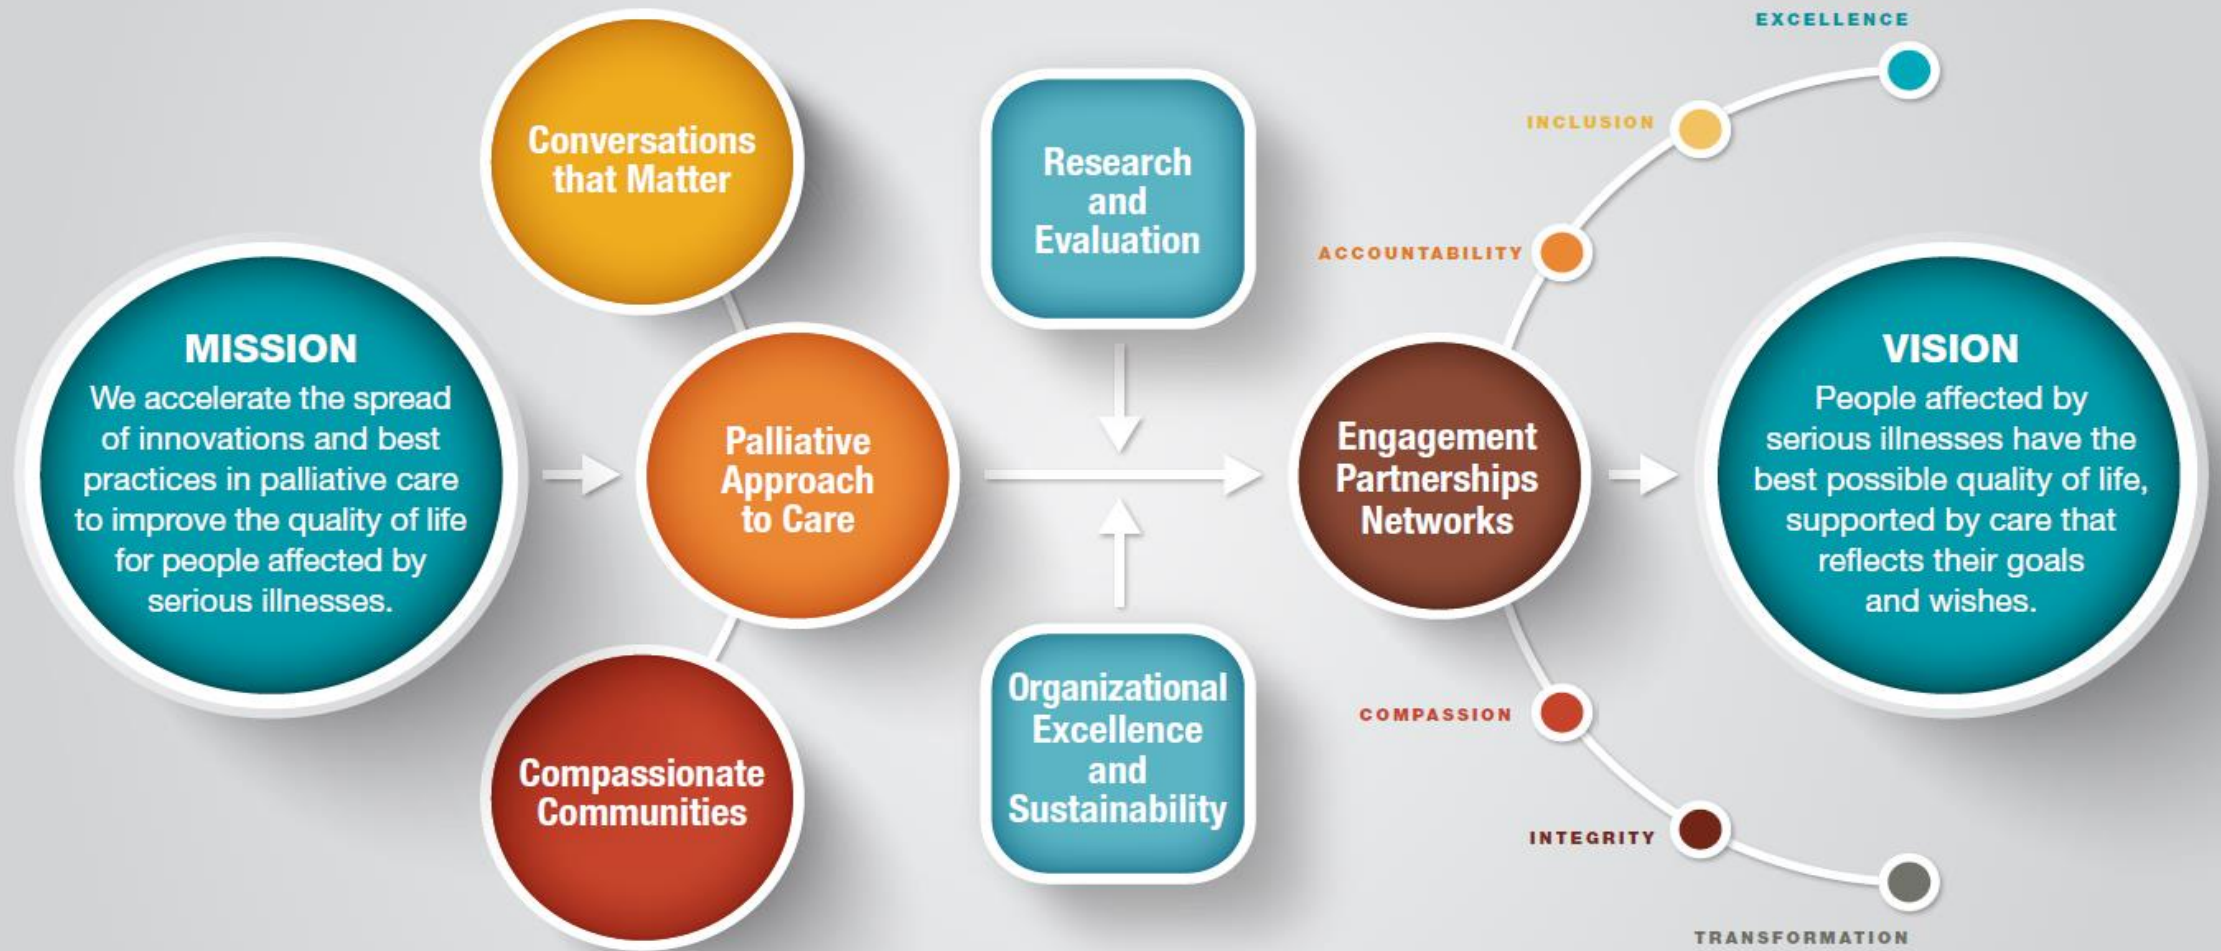 MISSION
We accelerate the spread
of innovations and best
practices in palliative care
to improve the quality of life
for people affected by
serious illnesses.
Conversations
that Matter
Palliative
Approach
to Care
Compassionate
Communities
Research
and
Evaluation
Organizational
Excellence
and
Sustainability
Engagement
Partnerships
Networks
EXCELLENCE
INCLUSION
ACCOUNTABILITY
COMPASSION
INTEGRITY
TRANSFORMATION
VISION
People affected by
serious illnesses have the
best possible quality of life,
supported by care that
reflects their goals
and wishes.